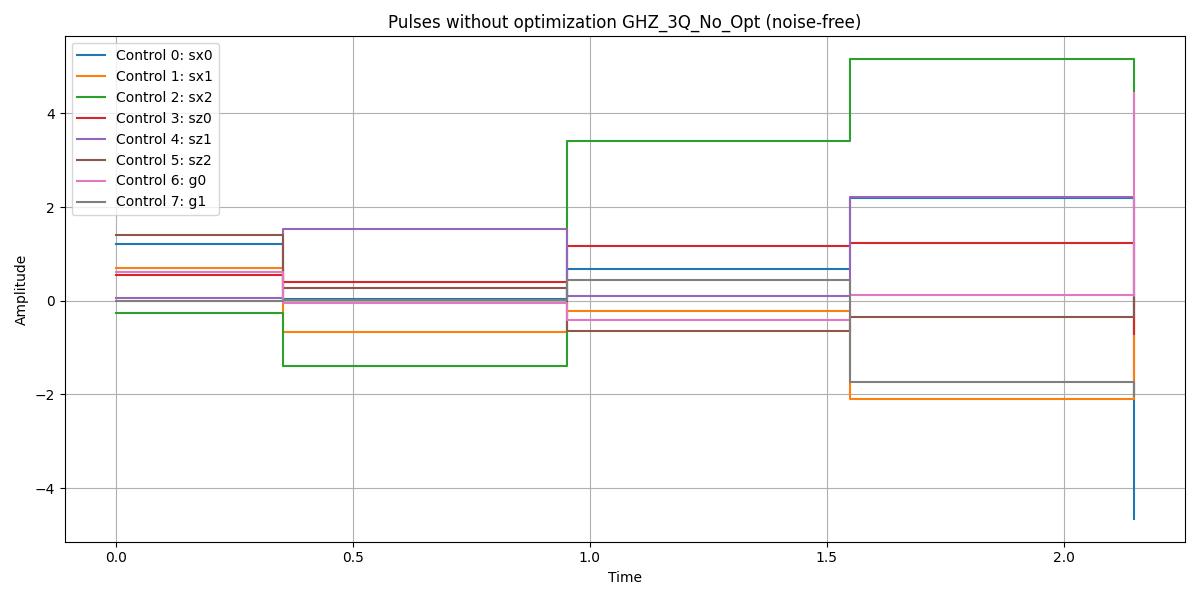 Pulses without optimization GHZ_3Q_No_Opt (noise-free)
Control 0: sx0
Control 1: sx1
Control 2: sx2
Control 3: sz0
Control 4: sz1
Control 5: sz2
Control 6: g0
Control 7: g1
Amplitude
4
2
0
−2
−4
0.0 0.5 1.0 1.5 2.0
Time